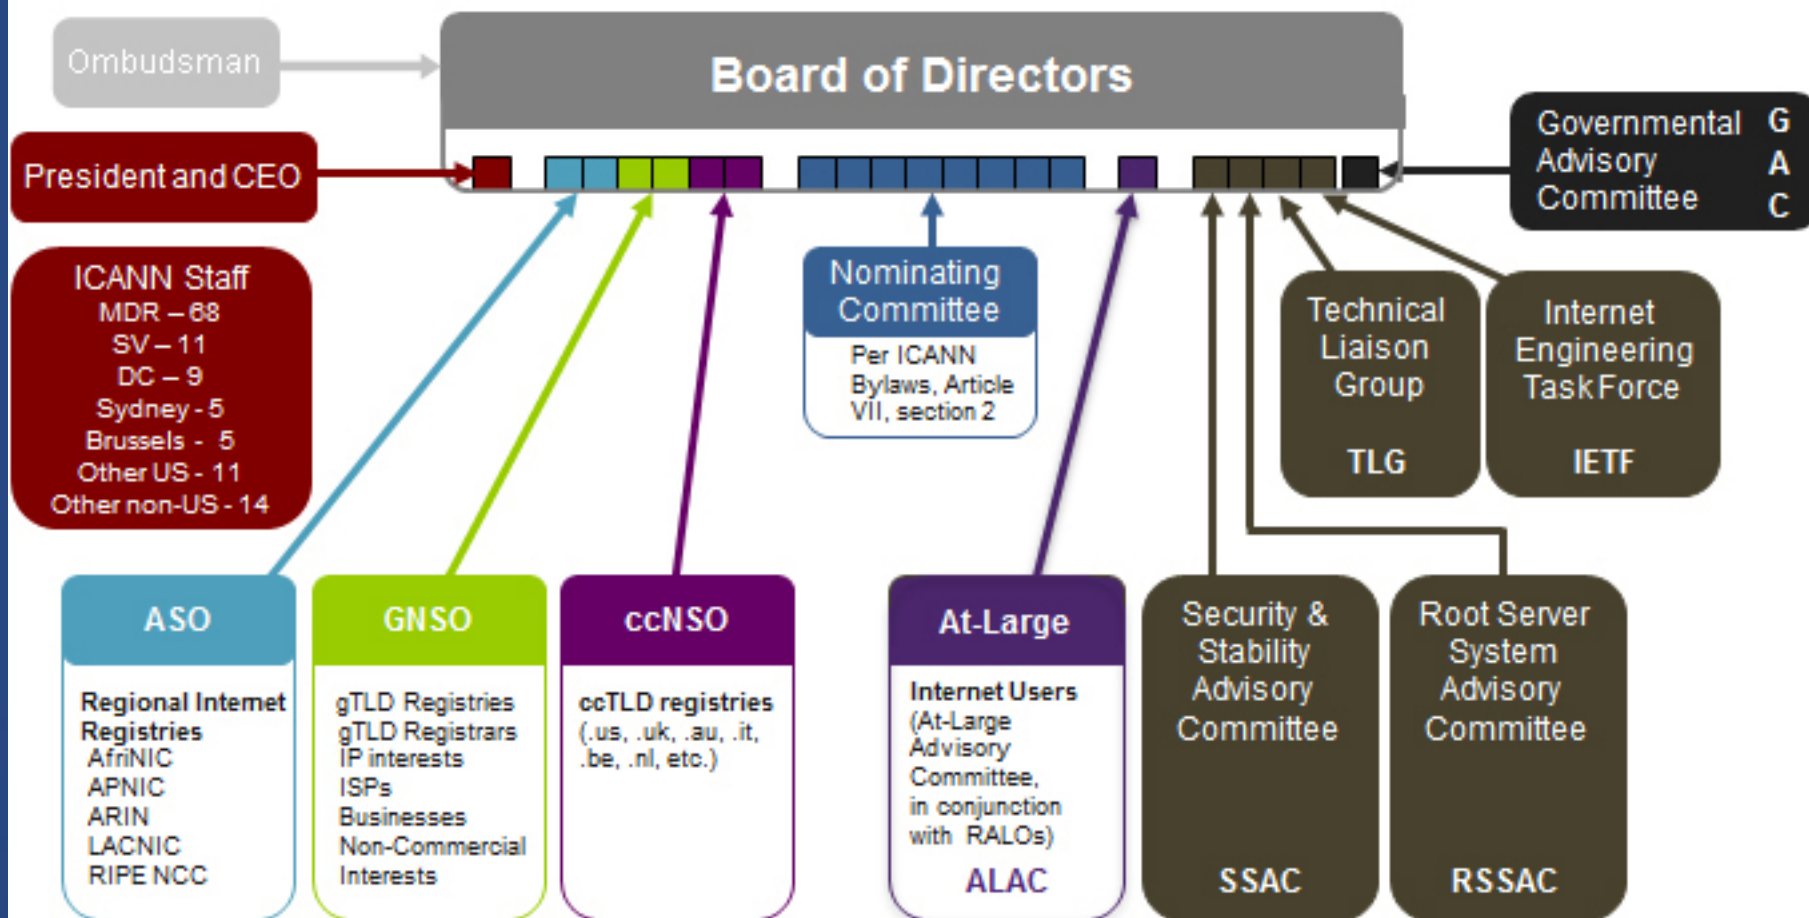 Ombudsman
Board of Directors
President and CEO
Governmental G
Advisory A
Committee C
ICANN Staff
MDR – 68
SV – 11
DC – 9
Sydney - 5
Brussels - 5
Other US - 11
Other non-US - 14
Nominating
Committee
Per ICANN
Bylaws, Article
VII, section 2
Technical
Liaison
Group
TLG
Internet
Engineering
Task Force
IETF
ASO
Regional Internet
Registries
AfriNIC
APNIC
ARIN
LACNIC
RIPE NCC
GNSO
gTLD Registries
gTLD Registrars
IP interests
ISPs
Businesses
Non-Commercial
Interests
ccNSO
ccTLD registries
(.us, .uk, .au, .it,
.be, .nl, etc.)
At-Large
Internet Users
(At-Large
Advisory
Committee,
in conjunction
with RALOs)
ALAC
Security &
Stability
Advisory
Committee
SSAC
Root Server
System
Advisory
Committee
RSSAC